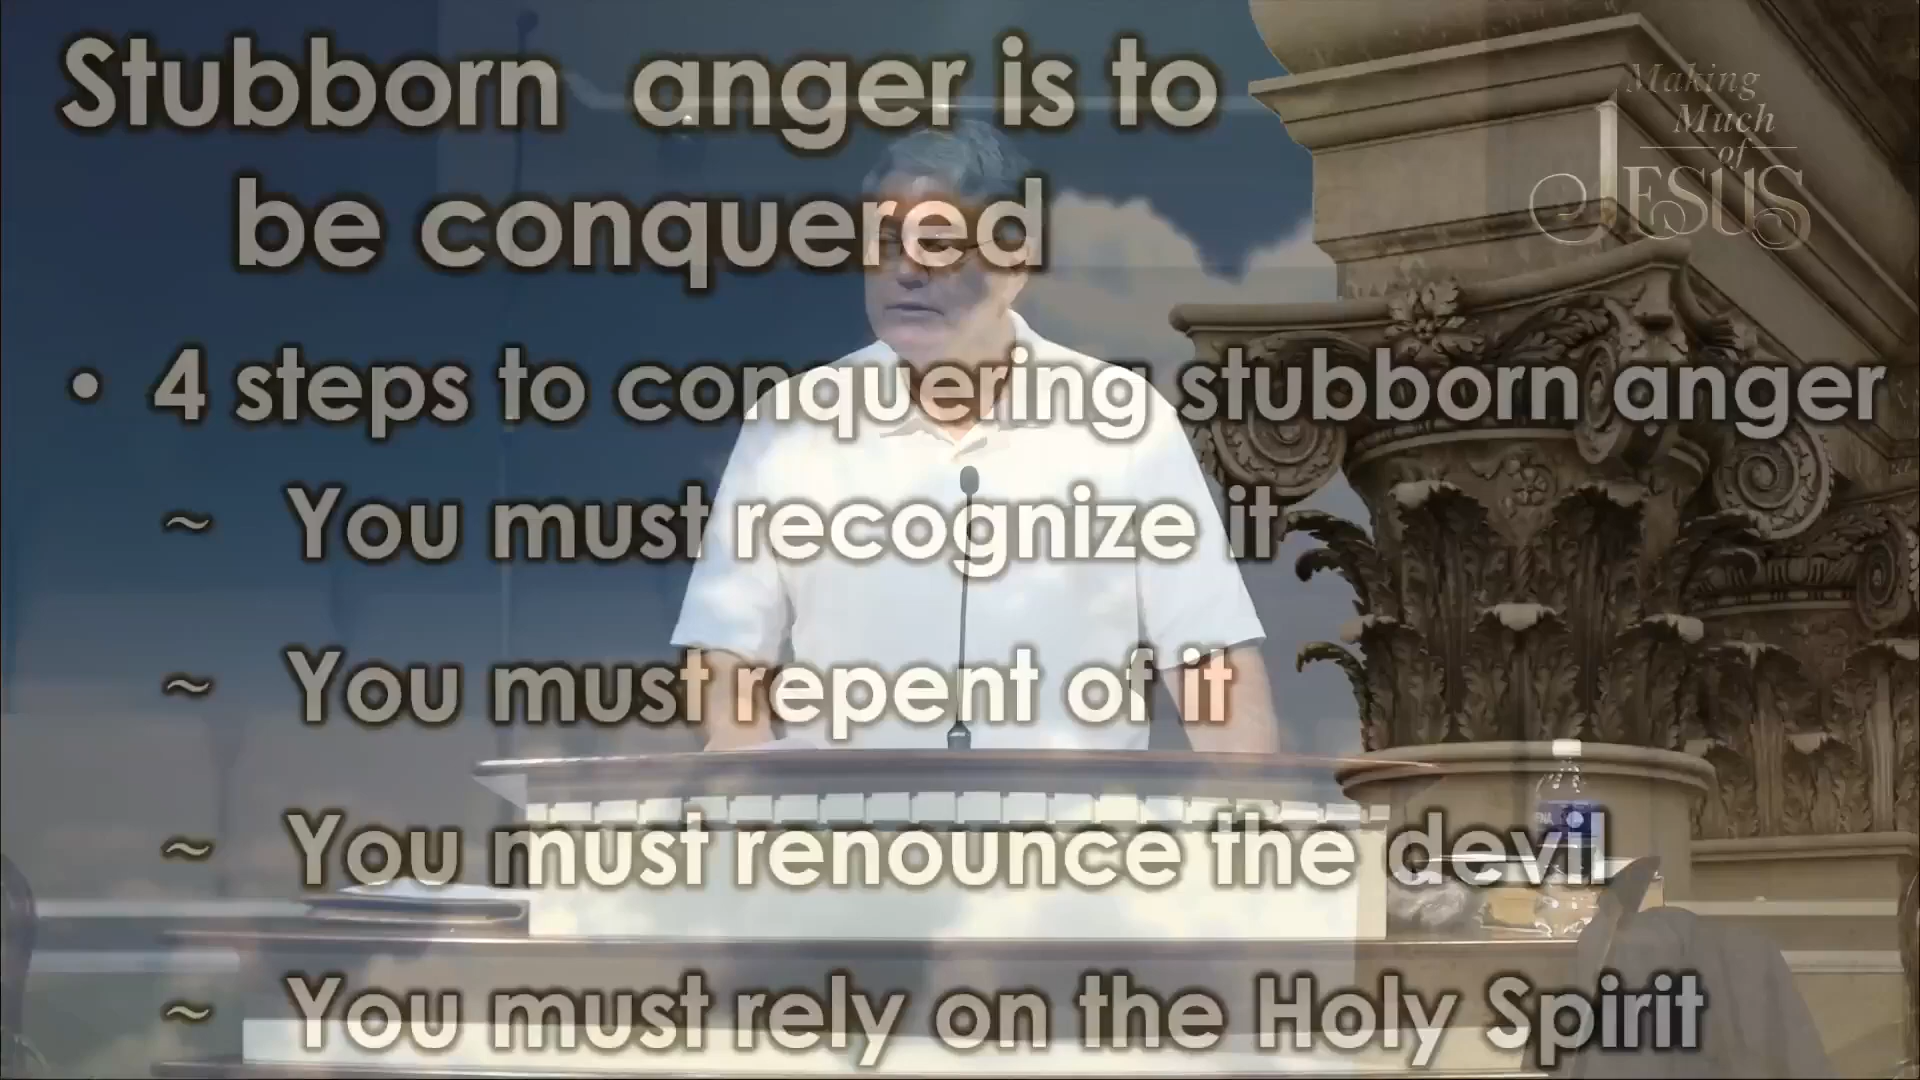 Stubborn anger is to
be conquered
• 4 steps to conquering stubborn anger
~ You must recognize it
~ You must repent of it
~ You must renounce the devil
~ You must rely on the Holy Spirit
Making
Much
of
JESUS